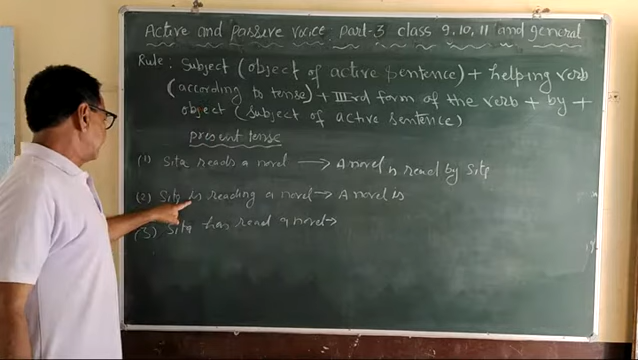 Active and passive voice part-3 class 9,10,11 and general
Rule: Subject (object of active sentence) + helping verb
(according to tense) + IIIrd form of the verb + by +
object (subject of active sentence)
present tense
(1) Sita reads a novel → A novel is read by Sita
(2) Sita is reading a novel → A novel is
(3) Sita has read a novel →